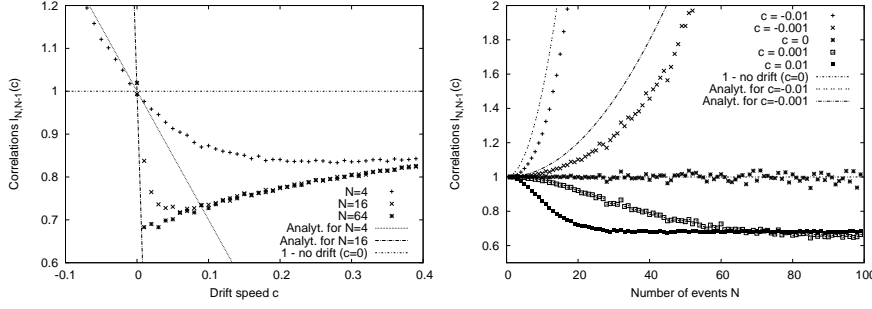 Correlations l_{N,N-1}(c)
1.2
1.1
1
0.9
0.8
0.7
0.6
-0.1
0
0.1
0.2
0.3
0.4
Drift speed c
N=4
N=16
N=64
Analyt. for N=4
Analyt. for N=16
1 - no drift (c=0)
Correlations l_{N,N-1}(c)
2
1.8
1.6
1.4
1.2
1
0.8
0.6
0
20
40
60
80
100
Number of events N
c = -0.01
c = -0.001
c = 0
c = 0.001
c = 0.01
1 - no drift (c=0)
Analyt. for c=-0.01
Analyt. for c=-0.001